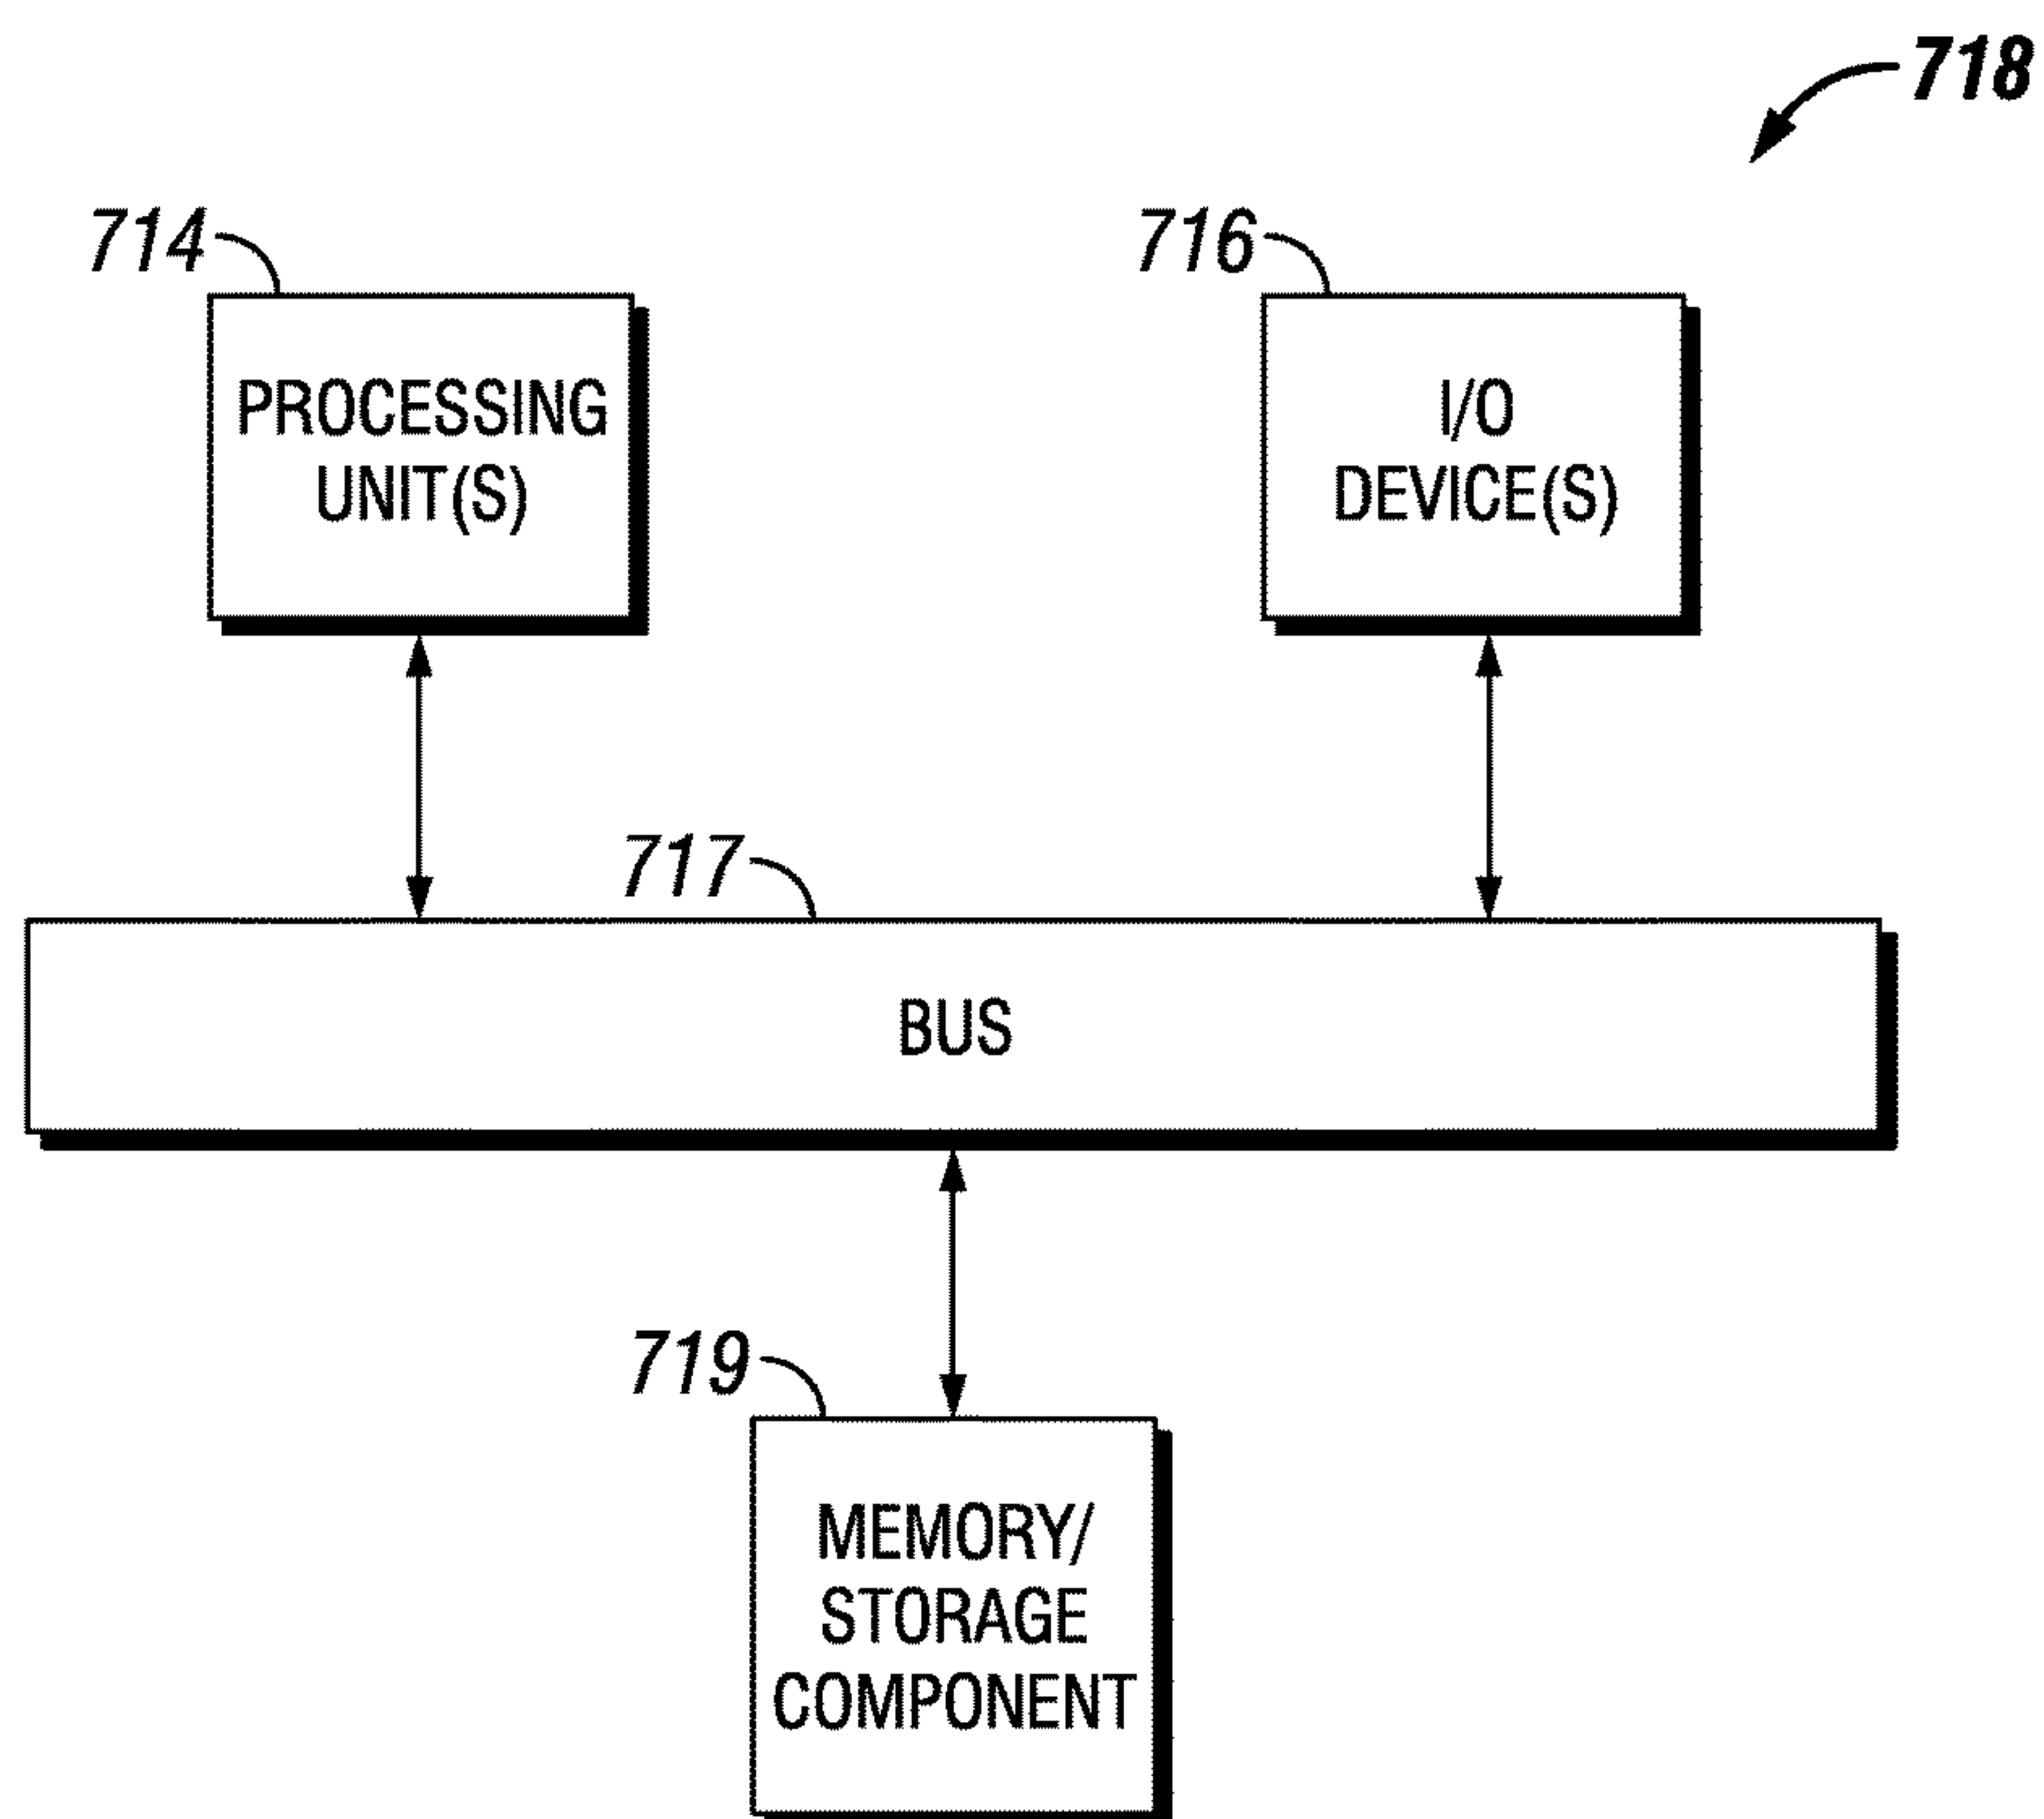 718
714
716
PROCESSING
UNIT(S)
I/O
DEVICE(S)
717
BUS
719
MEMORY/
STORAGE
COMPONENT